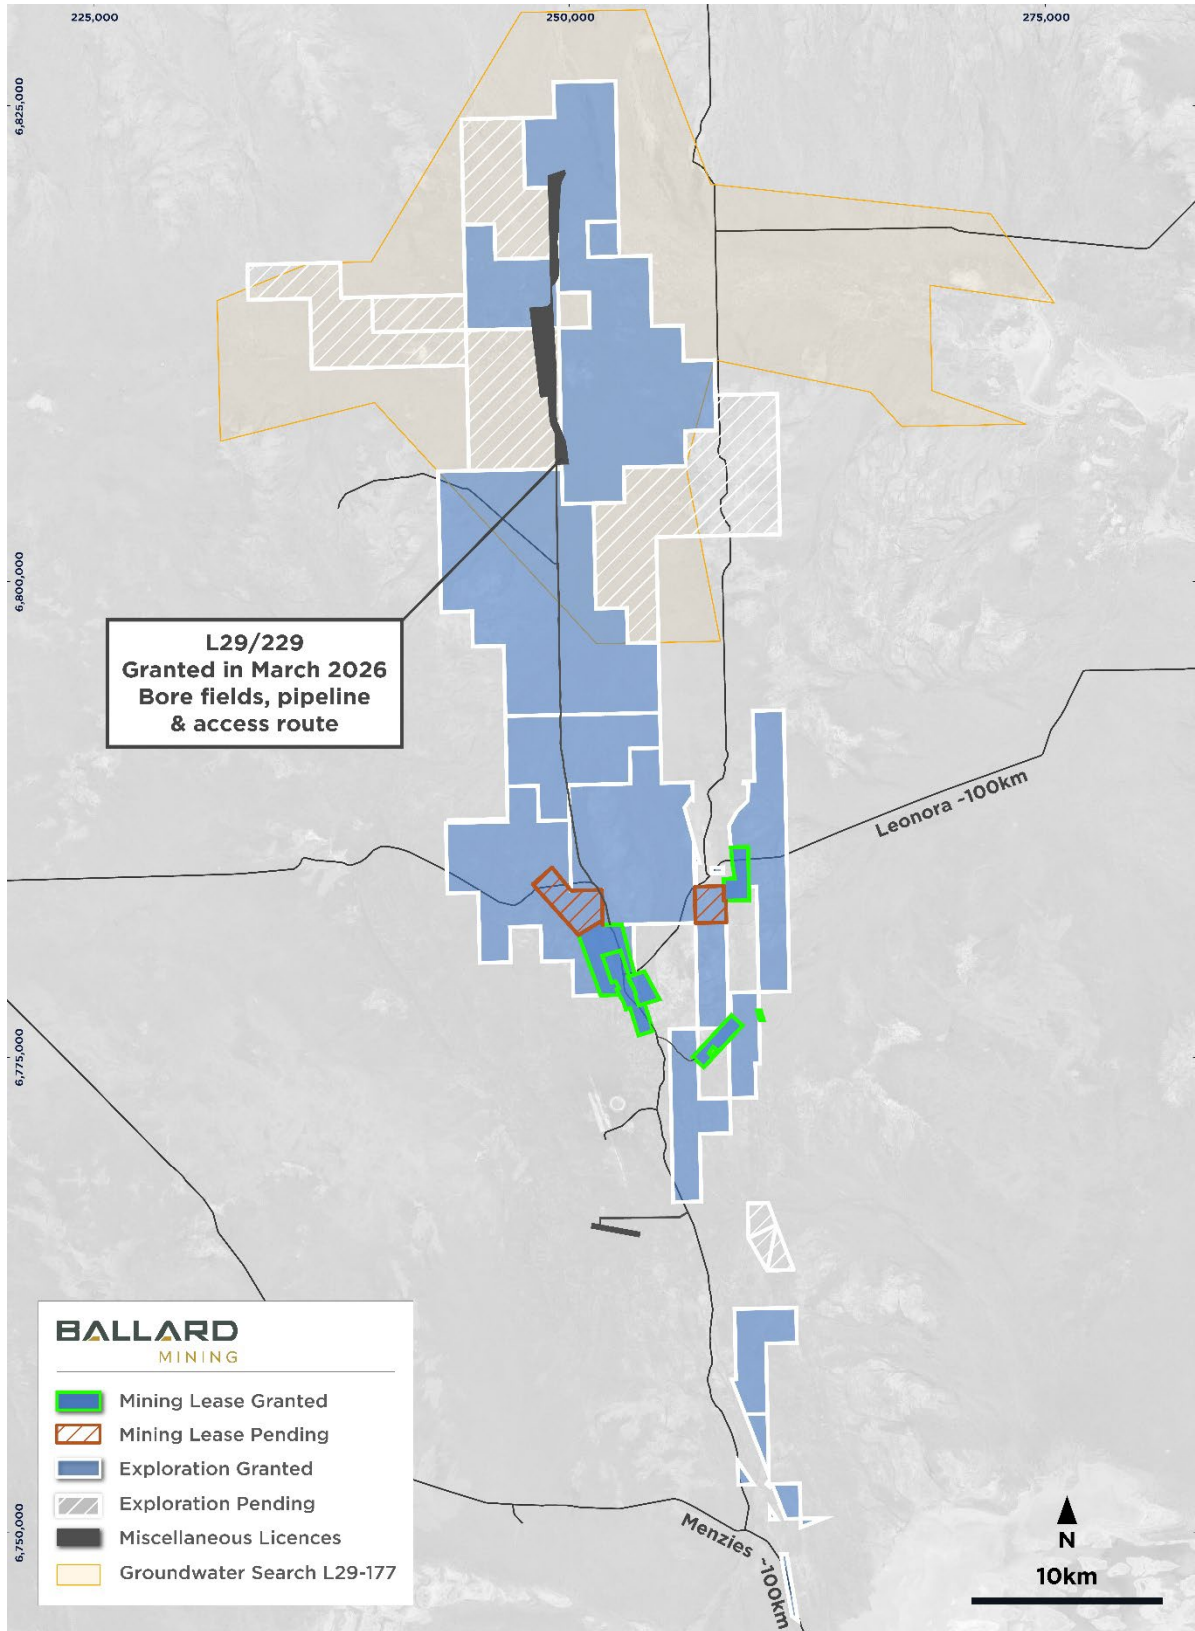 225,000
250,000
275,000
6,825,000
6,800,000
6,775,000
6,750,000
L29/229
Granted in March 2026
Bore fields, pipeline
& access route
Leonora ~100km
Menzies ~100km
BALLARD
MINING
Mining Lease Granted
Mining Lease Pending
Exploration Granted
Exploration Pending
Miscellaneous Licences
Groundwater Search L29-177
N
10km